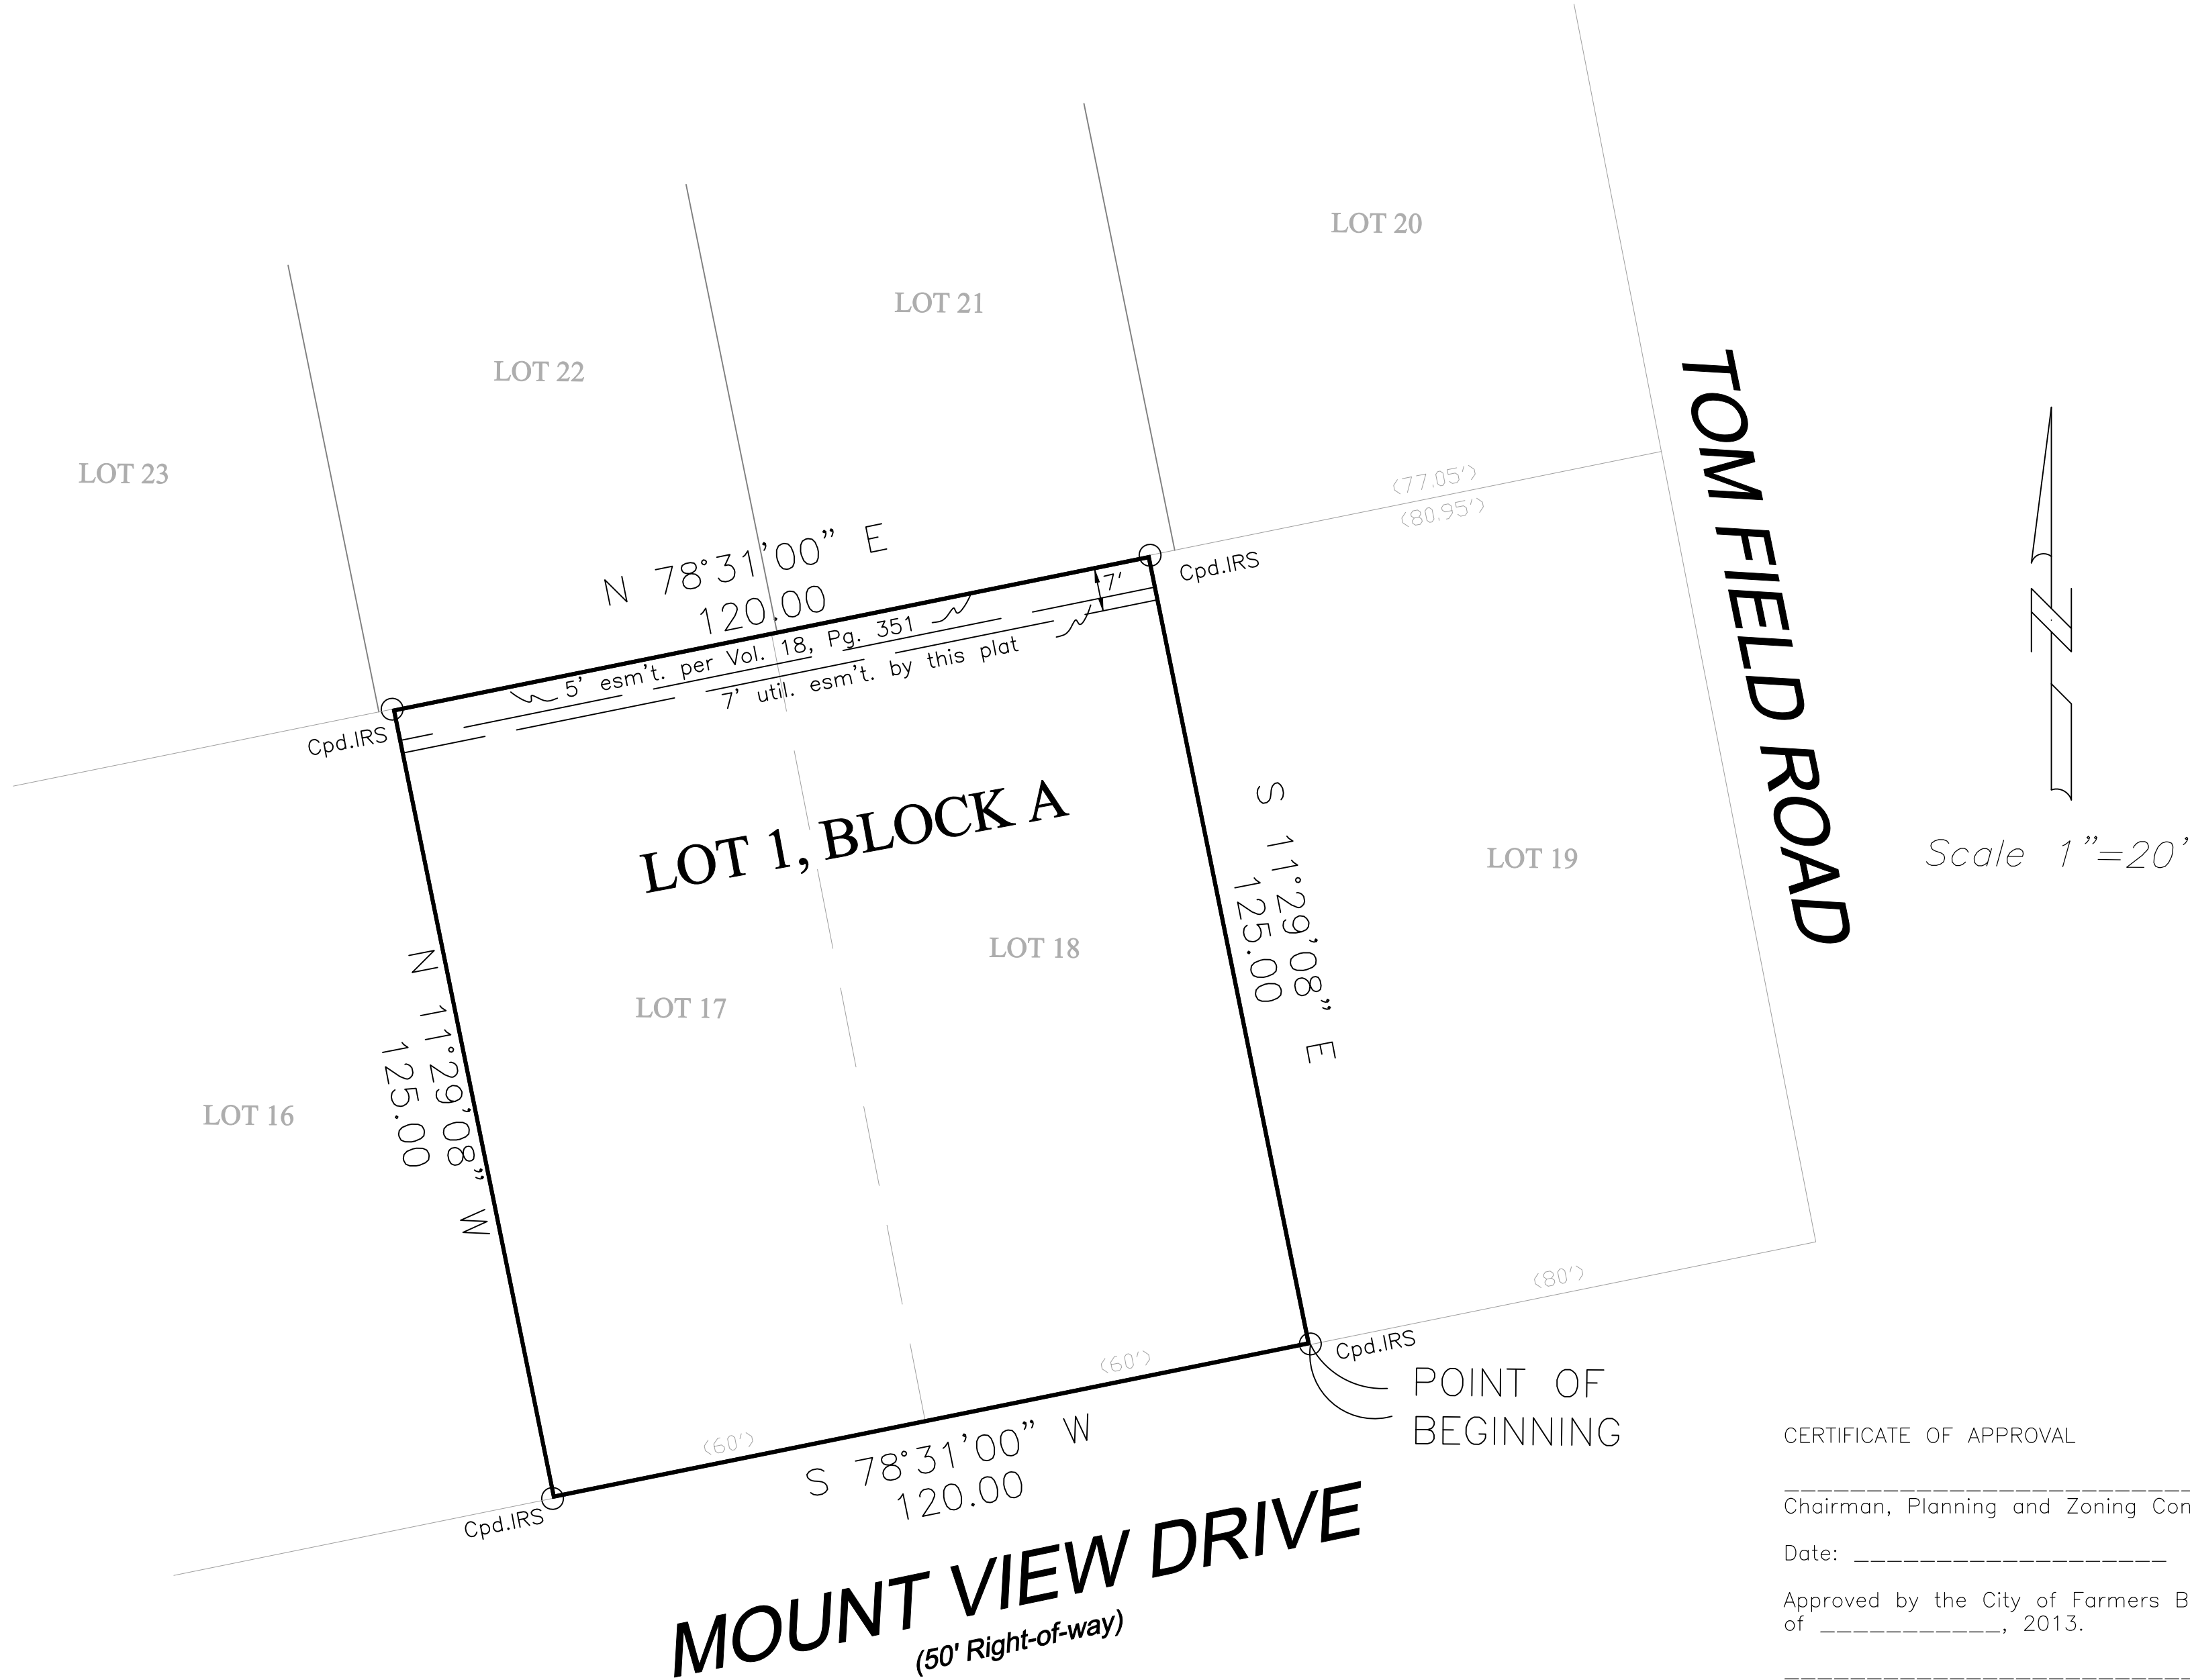 LOT 20
LOT 21
LOT 22
LOT 23
TOM FIELD ROAD
(77.05')
(80.95')
N 78°31'00" E
120.00
Cpd.IRS
7'
5' esm't. per Vol. 18, Pg. 351
7' util. esm't. by this plat
Cpd.IRS
LOT 1, BLOCK A
S 11°29'08" E
125.00
LOT 19
Scale 1"=20'
LOT 18
LOT 17
N 11°29'08" W
125.00
LOT 16
(80')
Cpd.IRS
(60')
POINT OF
BEGINNING
(60')
S 78°31'00" W
120.00
Cpd.IRS
MOUNT VIEW DRIVE
(50' Right-of-way)
CERTIFICATE OF APPROVAL
Chairman, Planning and Zoning
Date: ___________________
Approved by the City of Farmers B
of ___________, 2013.